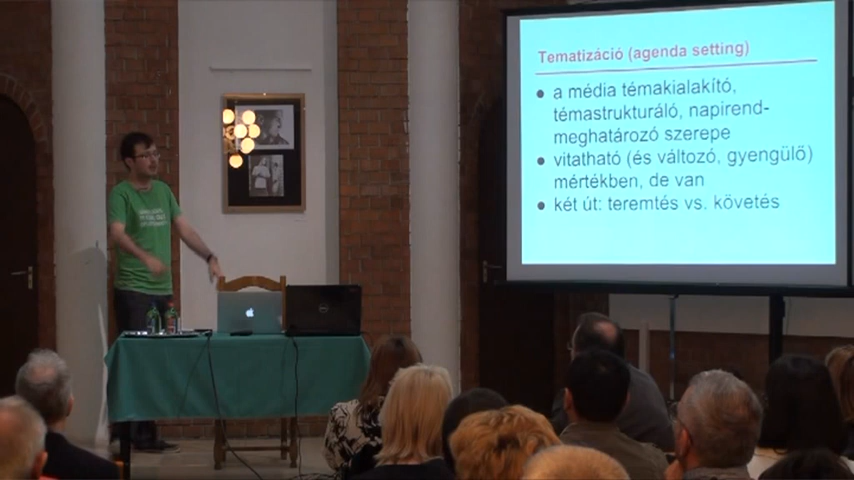 Tematizáció (agenda setting)
a média témakialakító,
témastrukturáló, napirend-
meghatározó szerepe
vitatható (és változó, gyengülő)
mértékben, de van
két út: teremtés vs. követés